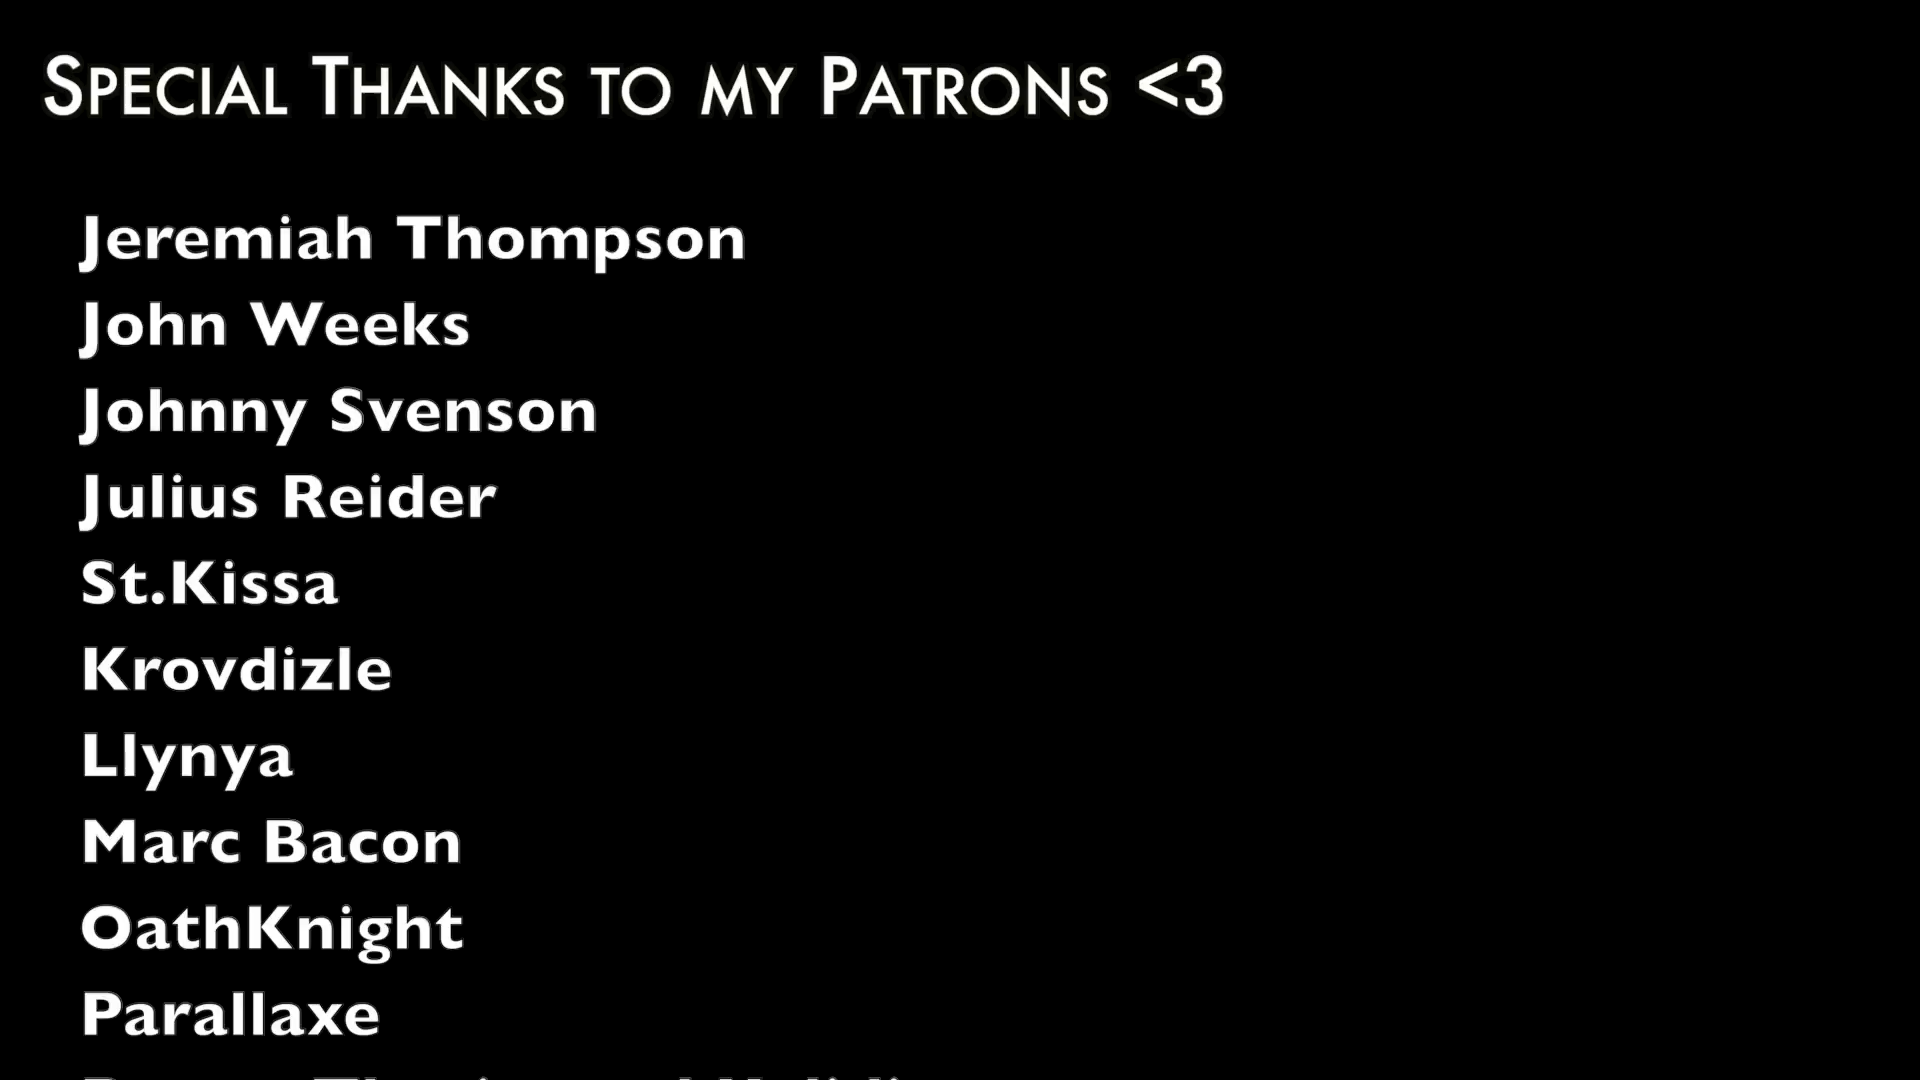 Special Thanks to my Patrons <3
Jeremiah Thompson
John Weeks
Johnny Svenson
Julius Reider
St.Kissa
Krovdizle
Llynya
Marc Bacon
OathKnight
Parallaxe